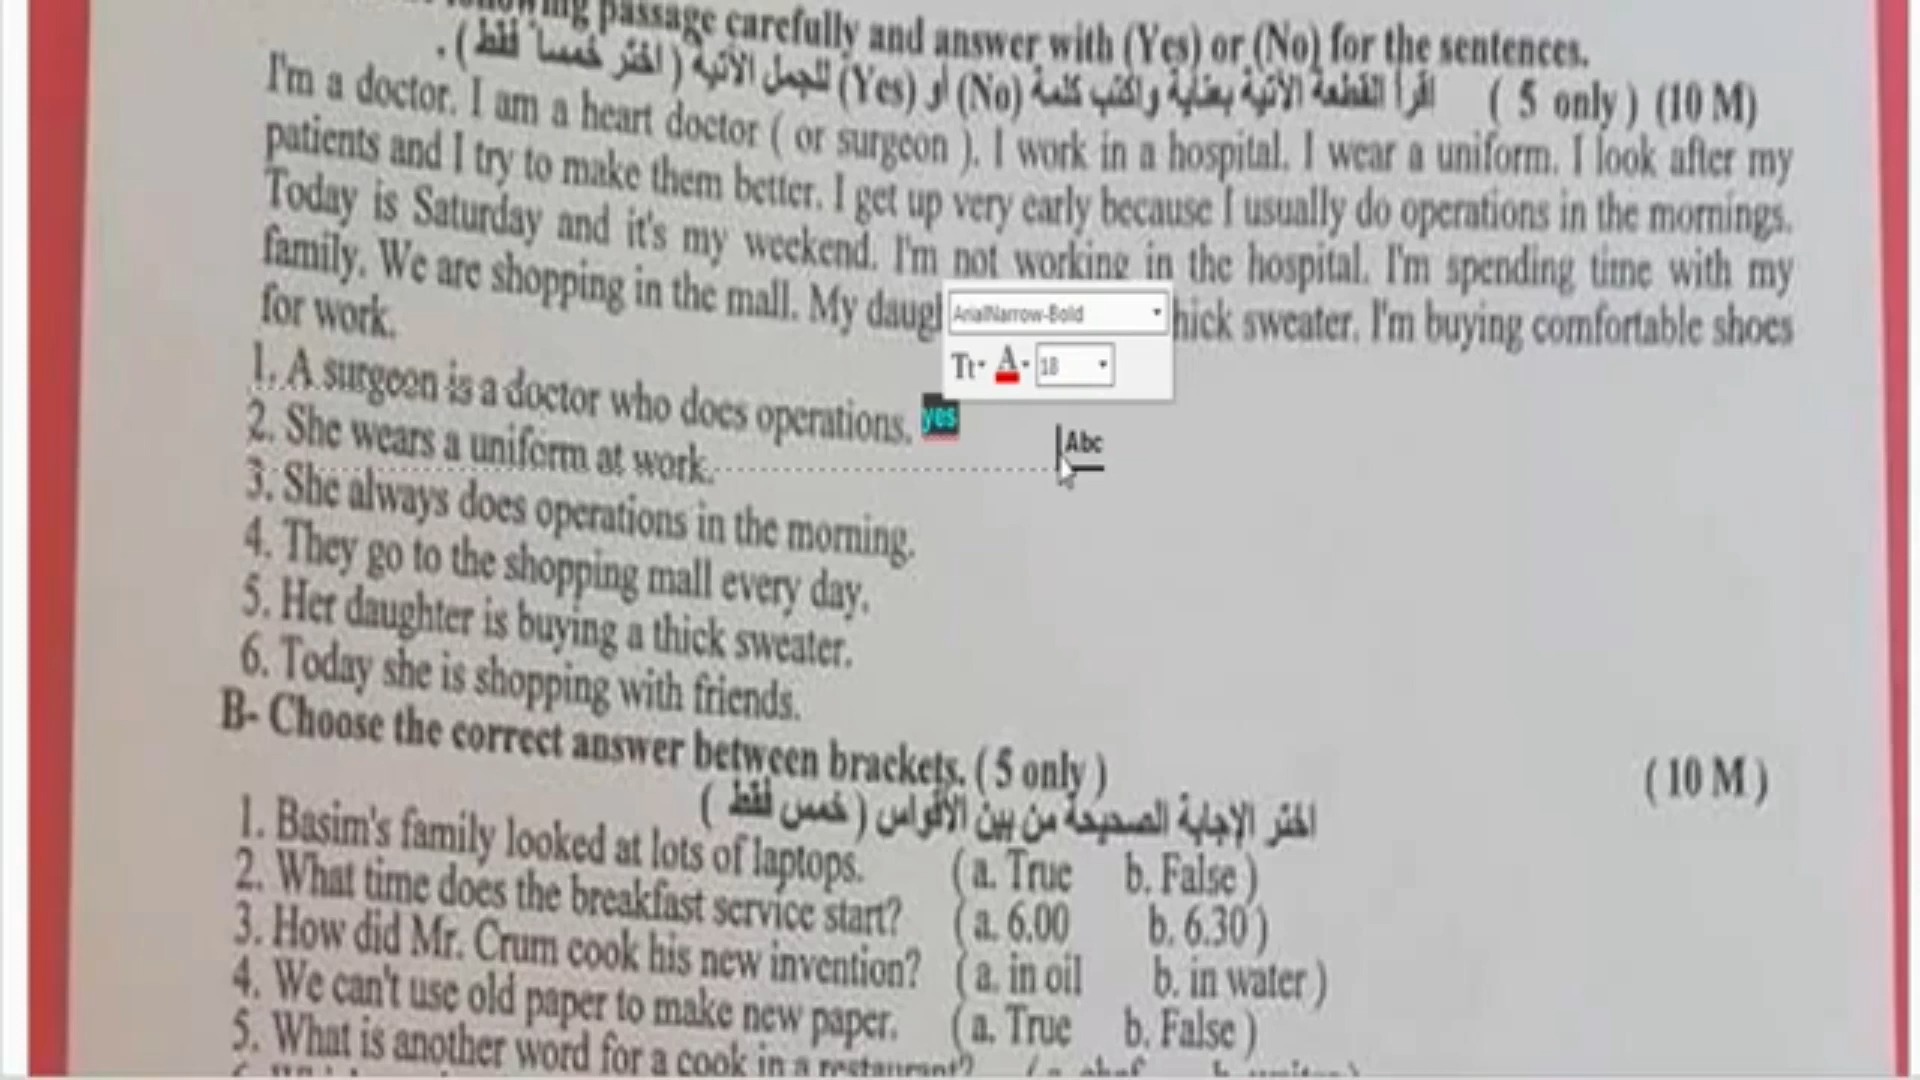 following passage carefully and answer with (Yes) or (No) for the sentences.
اقرأ القطعة الآتية بعناية واكتب كلمة (No) أو (Yes) للجمل الآتية ( اختر خمساً فقط ) . ( 5 only ) (10 M)
I'm a doctor. I am a heart doctor ( or surgeon ). I work in a hospital. I wear a uniform. I look after my
patients and I try to make them better. I get up very early because I usually do operations in the mornings.
Today is Saturday and it's my weekend. I'm not working in the hospital. I'm spending time with my
family. We are shopping in the mall. My daugh hick sweater. I'm buying comfortable shoes
for work.
ArialNarrow-Bold
Tt A 18
1. A surgeon is a doctor who does operations. yes
Abc
2. She wears a uniform at work.
3. She always does operations in the morning.
4. They go to the shopping mall every day.
5. Her daughter is buying a thick sweater.
6. Today she is shopping with friends.
B- Choose the correct answer between brackets. ( 5 only ) ( 10 M )
اختر الإجابة الصحيحة من بين الأقواس ( خمس فقط )
1. Basim's family looked at lots of laptops. ( a. True b. False )
2. What time does the breakfast service start? ( a. 6.00 b. 6.30 )
3. How did Mr. Crum cook his new invention? ( a. in oil b. in water )
4. We can't use old paper to make new paper. ( a. True b. False )
5. What is another word for a cook in a restaurant? ( a. chef